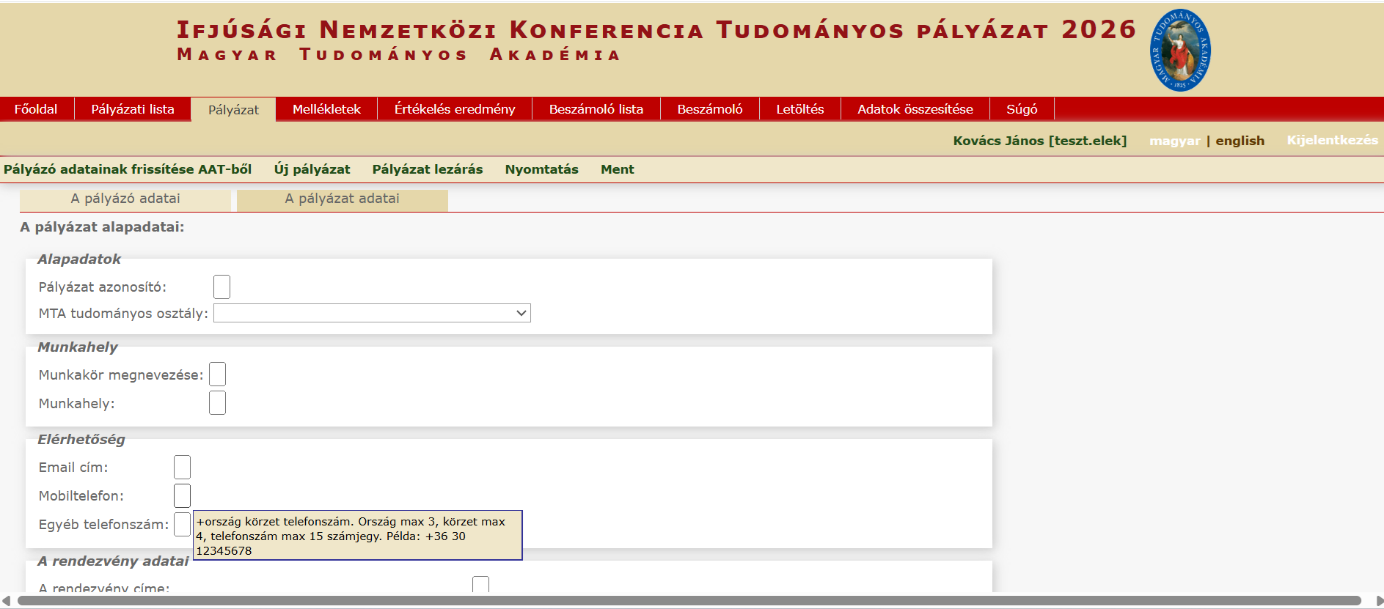 Ifjúsági Nemzetközi Konferencia Tudományos pályázat 2026
Magyar Tudományos Akadémia
Főoldal Pályázati lista Pályázat Mellékletek Értékelés eredmény Beszámoló lista Beszámoló Letöltés Adatok összesítése Súgó
Kovács János [teszt.elek] magyar | english Kijelentkezés
Pályázó adatainak frissítése AAT-ből Új pályázat Pályázat lezárás Nyomtatás Ment
A pályázó adatai A pályázat adatai
A pályázat alapadatai:
Alapadatok
Pályázat azonosító:
MTA tudományos osztály:
Munkahely
Munkakör megnevezése:
Munkahely:
Elérhetőség
Email cím:
Mobiltelefon:
Egyéb telefonszám:
+ország körzet telefonszám. Ország max 3, körzet max
4, telefonszám max 15 számjegy. Példa: +36 30
12345678
A rendezvény adatai
A rendezvény címe: